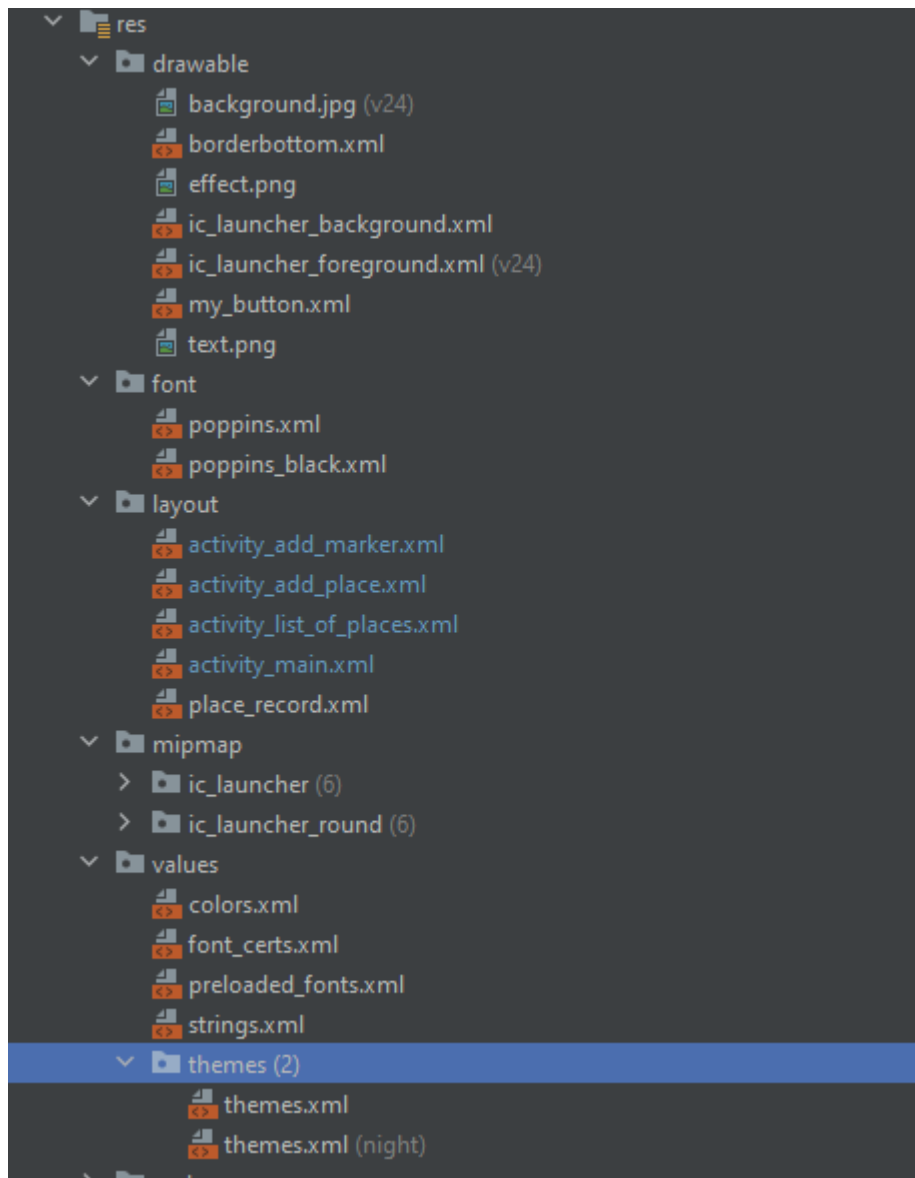 res
drawable
background.jpg (v24)
borderbottom.xml
effect.png
ic_launcher_background.xml
ic_launcher_foreground.xml (v24)
my_button.xml
text.png
font
poppins.xml
poppins_black.xml
layout
activity_add_marker.xml
activity_add_place.xml
activity_list_of_places.xml
activity_main.xml
place_record.xml
mipmap
ic_launcher (6)
ic_launcher_round (6)
values
colors.xml
font_certs.xml
preloaded_fonts.xml
strings.xml
themes (2)
themes.xml
themes.xml (night)